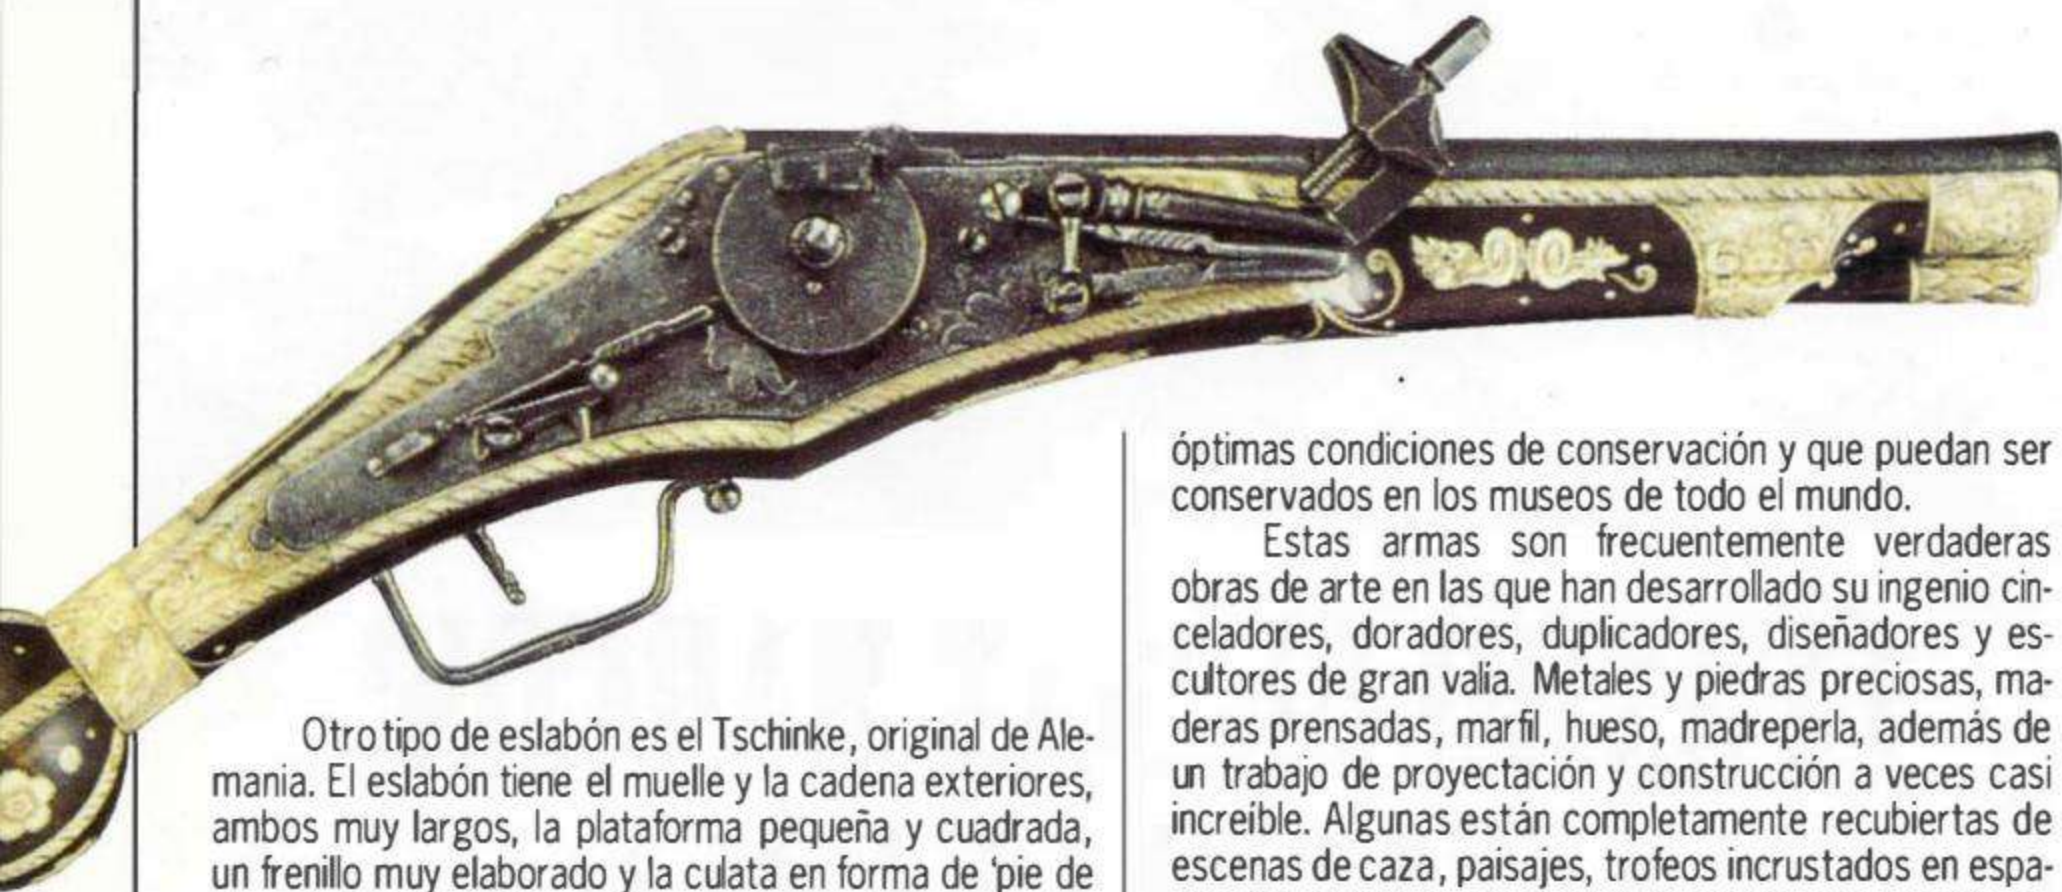 Otro tipo de eslabón es el Tschinke, original de Ale-
mania. El eslabón tiene el muelle y la cadena exteriores,
ambos muy largos, la plataforma pequeña y cuadrada,
un frenillo muy elaborado y la culata en forma de 'pie de
óptimas condiciones de conservación y que puedan ser
conservados en los museos de todo el mundo.
Estas armas son frecuentemente verdaderas
obras de arte en las que han desarrollado su ingenio cin-
celadores, doradores, duplicadores, diseñadores y es-
cultores de gran valía. Metales y piedras preciosas, ma-
deras prensadas, marfil, hueso, madreperla, además de
un trabajo de proyectación y construcción a veces casi
increíble. Algunas están completamente recubiertas de
escenas de caza, paisajes, trofeos incrustados en espa-